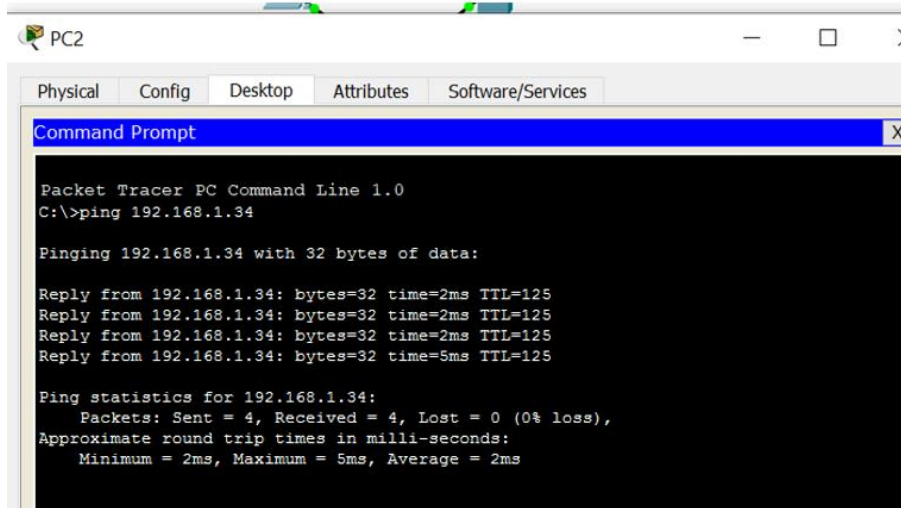 PC2
Physical Config Desktop Attributes Software/Services
Command Prompt
X
Packet Tracer PC Command Line 1.0
C:\>ping 192.168.1.34
Pinging 192.168.1.34 with 32 bytes of data:
Reply from 192.168.1.34: bytes=32 time=2ms TTL=125
Reply from 192.168.1.34: bytes=32 time=2ms TTL=125
Reply from 192.168.1.34: bytes=32 time=2ms TTL=125
Reply from 192.168.1.34: bytes=32 time=5ms TTL=125
Ping statistics for 192.168.1.34:
Packets: Sent = 4, Received = 4, Lost = 0 (0% loss),
Approximate round trip times in milli-seconds:
Minimum = 2ms, Maximum = 5ms, Average = 2ms